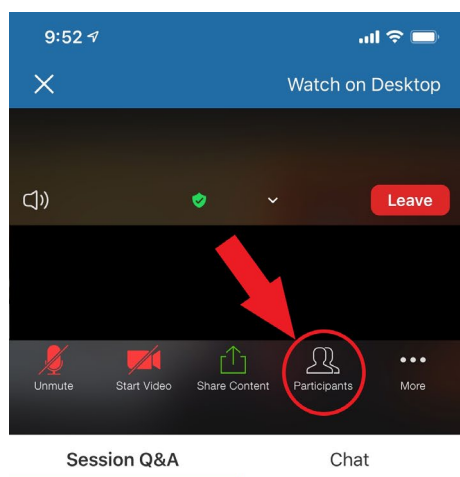 9:52
Watch on Desktop
Leave
Unmute Start Video Share Content Participants More
Session Q&A Chat